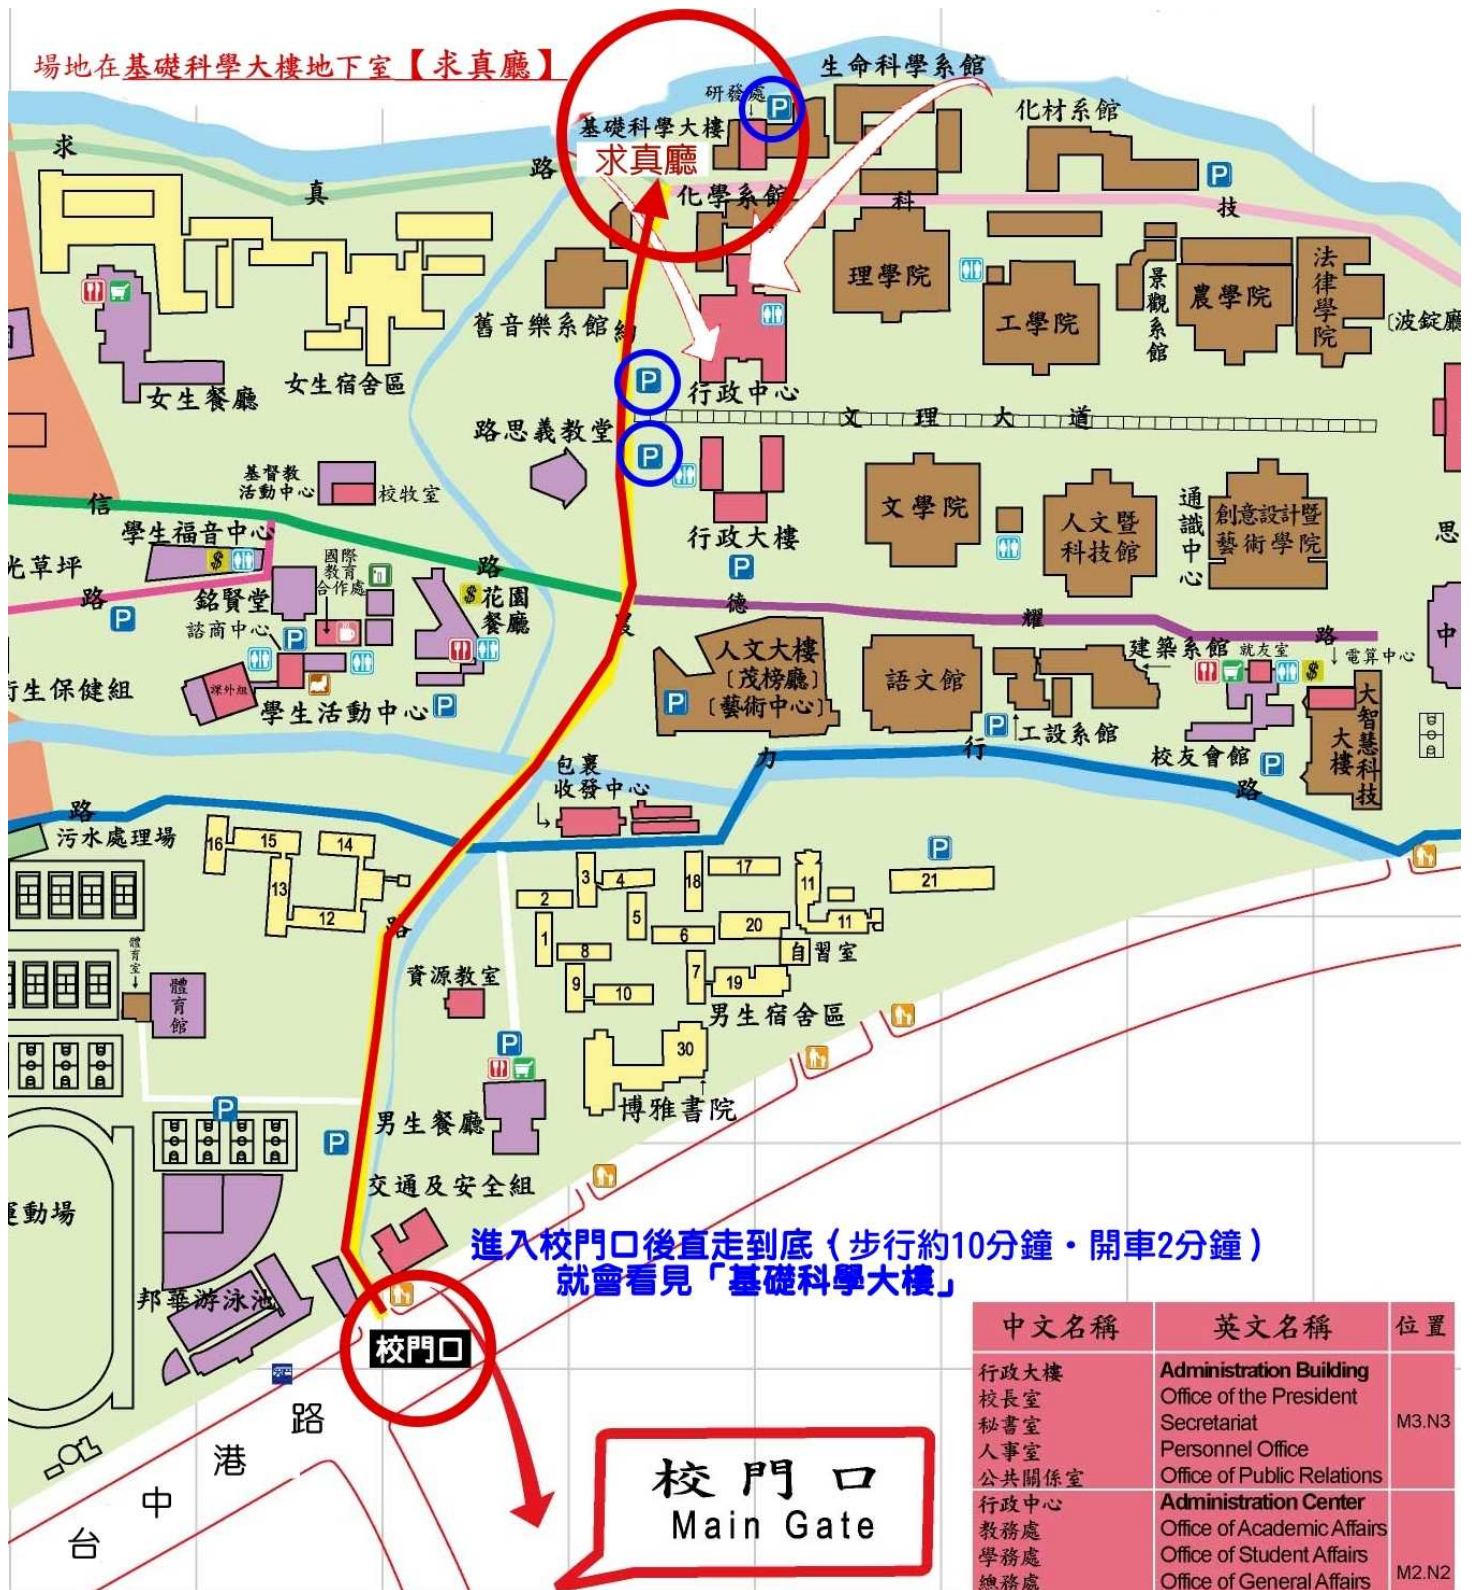 場地在基礎科學大樓地下室【求真廳】
生命科學系館
研發處
P
化材系館
基礎科學大樓
求真廳
求
真
路
P
化學系館
科
技
理學院
工學院
景觀系館
農學院
法律學院
〔波錠廳
舊音樂系館
約
女生餐廳
女生宿舍區
P
行政中心
文理大道
路思義教堂
P
基督教
活動中心
校牧室
信
學生福音中心
行政大樓
P
文學院
人文暨
科技館
通識中心
創意設計暨
藝術學院
思
光草坪
路
P
銘賢堂
國際
教育
合作處
$
路
$
花園
餐廳
諮商中心
P
德
耀
路
農
人文大樓
〔茂榜廳〕
〔藝術中心〕
P
語文館
建築系館
就友室
$
電算中心
中
生保健組
課外組
學生活動中心
P
P
工設系館
校友會館
P
大智慧科技
大樓
力
行
路
包裹
收發中心
路
污水處理場
16
15
14
13
12
路
2
3
4
18
17
11
21
P
1
5
6
20
11
8
自習室
9
10
7
19
男生宿舍區
體育室
體育館
資源教室
P
30
博雅書院
P
P
男生餐廳
交通及安全組
運動場
進入校門口後直走到底（步行約10分鐘・開車2分鐘）
就會看見「基礎科學大樓」
邦華游泳池
校門口
台
中
港
路
校門口
Main Gate
中文名稱 英文名稱 位置
行政大樓 Administration Building
校長室 Office of the President
秘書室 Secretariat M3.N3
人事室 Personnel Office
公共關係室 Office of Public Relations
行政中心 Administration Center
教務處 Office of Academic Affairs
學務處 Office of Student Affairs
總務處 Office of General Affairs M2.N2